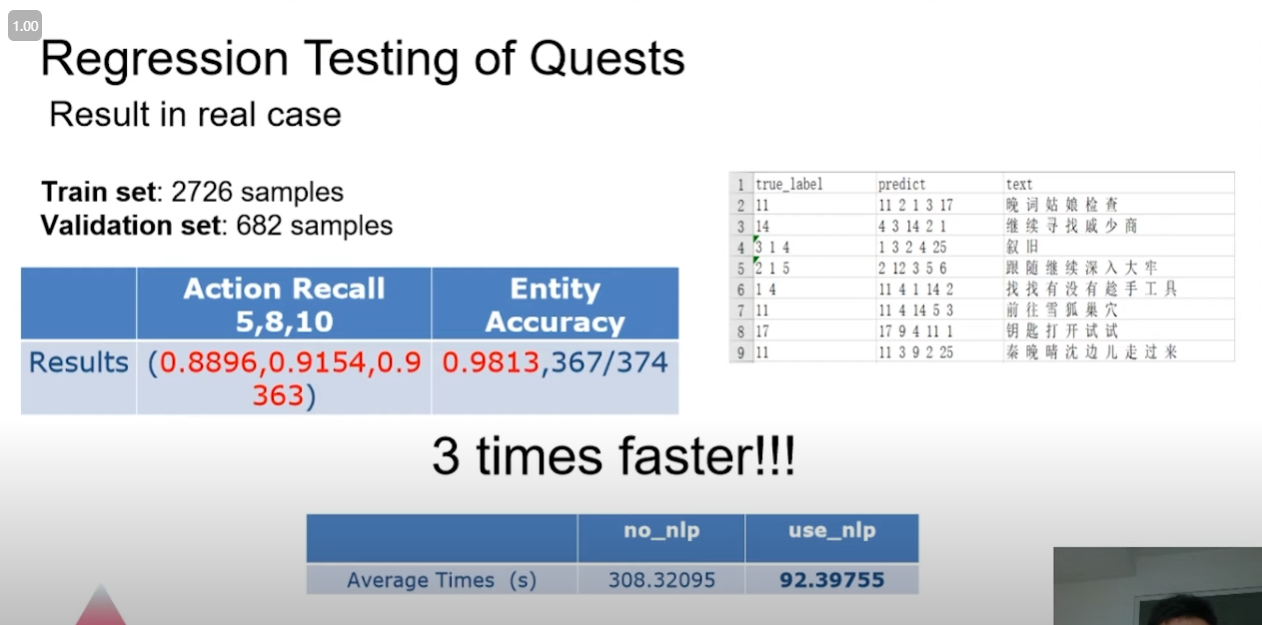 1.00
Regression Testing of Quests
Result in real case
Train set: 2726 samples
Validation set: 682 samples
Action Recall
5,8,10
Entity
Accuracy
Results
(0.8896,0.9154,0.9
363)
0.9813,367/374
1 true_label predict text
2 11 11 2 1 3 17 晚词姑娘检查
3 14 4 3 14 2 1 继续寻找戚少商
4 3 1 4 1 3 2 4 25 叙旧
5 2 1 5 2 12 3 5 6 跟随继续深入大牢
6 1 4 11 4 1 14 2 找找有没有趁手工具
7 11 11 4 14 5 3 前往雪狐巢穴
8 17 17 9 4 11 1 钥匙打开试试
9 11 11 3 9 2 25 秦晚晴沈边儿走过来
3 times faster!!!
no_nlp use_nlp
Average Times (s) 308.32095 92.39755